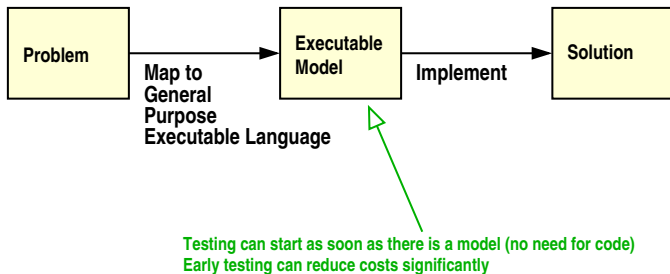 Problem
Map to
General
Purpose
Executable Language
Executable
Model
Implement
Solution
Testing can start as soon as there is a model (no need for code)
Early testing can reduce costs significantly